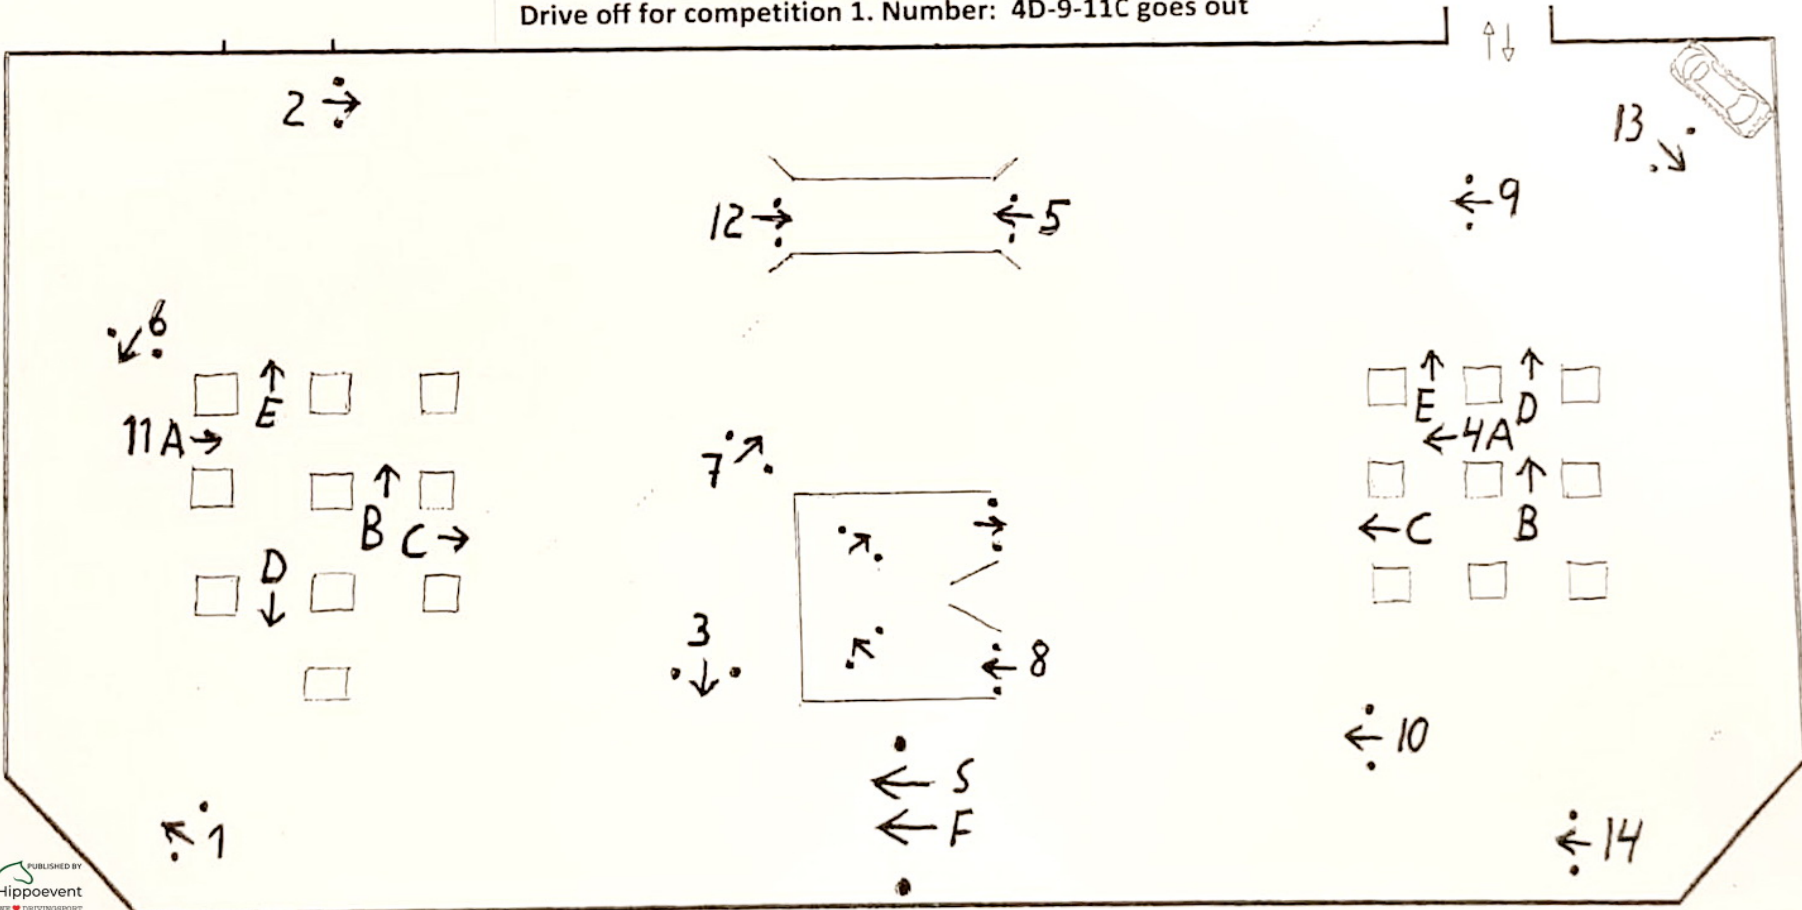 Drive off for competition 1. Number: 4D-9-11C goes out
2
13
9
12
5
6
E
E
D
11A
4A
7
B
C
C
B
D
3
8
10
S
F
1
14
PUBLISHED BY
Hippoevent